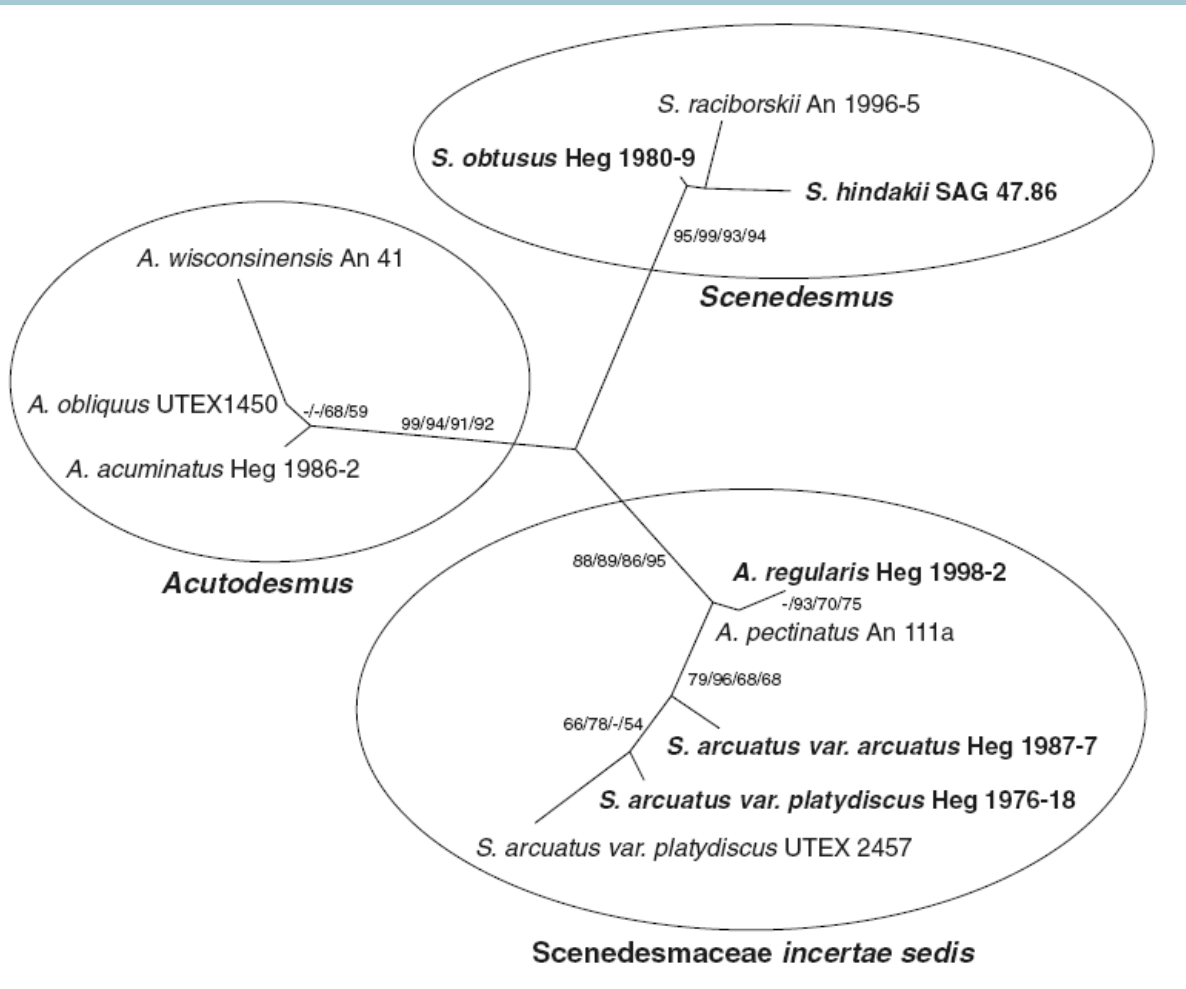 S. raciborskii An 1996-5
S. obtusus Heg 1980-9
S. hindakii SAG 47.86
95/99/93/94
Scenedesmus
A. wisconsinensis An 41
A. obliquus UTEX1450
-/-/68/59
99/94/91/92
A. acuminatus Heg 1986-2
Acutodesmus
88/89/86/95
A. regularis Heg 1998-2
-/93/70/75
A. pectinatus An 111a
79/96/68/68
66/78/-/54
S. arcuatus var. arcuatus Heg 1987-7
S. arcuatus var. platydiscus Heg 1976-18
S. arcuatus var. platydiscus UTEX 2457
Scenedesmaceae incertae sedis